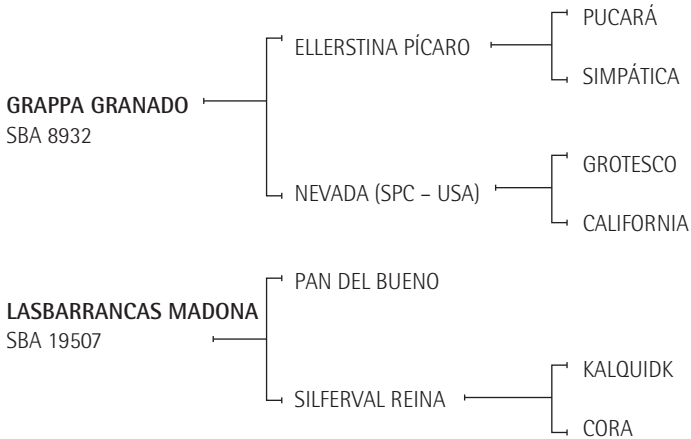 PUCARÁ
ELLERSTINA PÍCARO
SIMPÁTICA
GRAPPA GRANADO
SBA 8932
GROTESCO
NEVADA (SPC – USA)
CALIFORNIA
PAN DEL BUENO
LASBARRANCAS MADONA
SBA 19507
KALQUIDK
SILFERVAL REINA
CORA